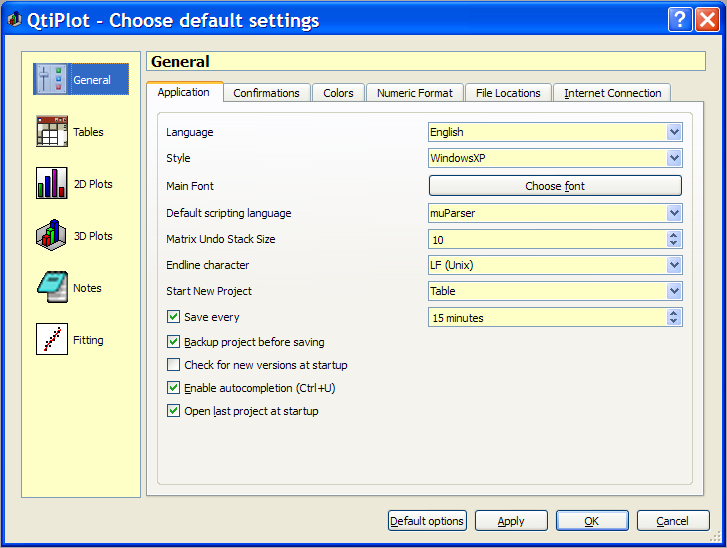 QtiPlot - Choose default settings
General
Tables
2D Plots
3D Plots
Notes
Fitting
General
Application Confirmations Colors Numeric Format File Locations Internet Connection
Language English
Style WindowsXP
Main Font Choose font
Default scripting language muParser
Matrix Undo Stack Size 10
Endline character LF (Unix)
Start New Project Table
Save every 15 minutes
Backup project before saving
Check for new versions at startup
Enable autocompletion (Ctrl+U)
Open last project at startup
Default options Apply OK Cancel